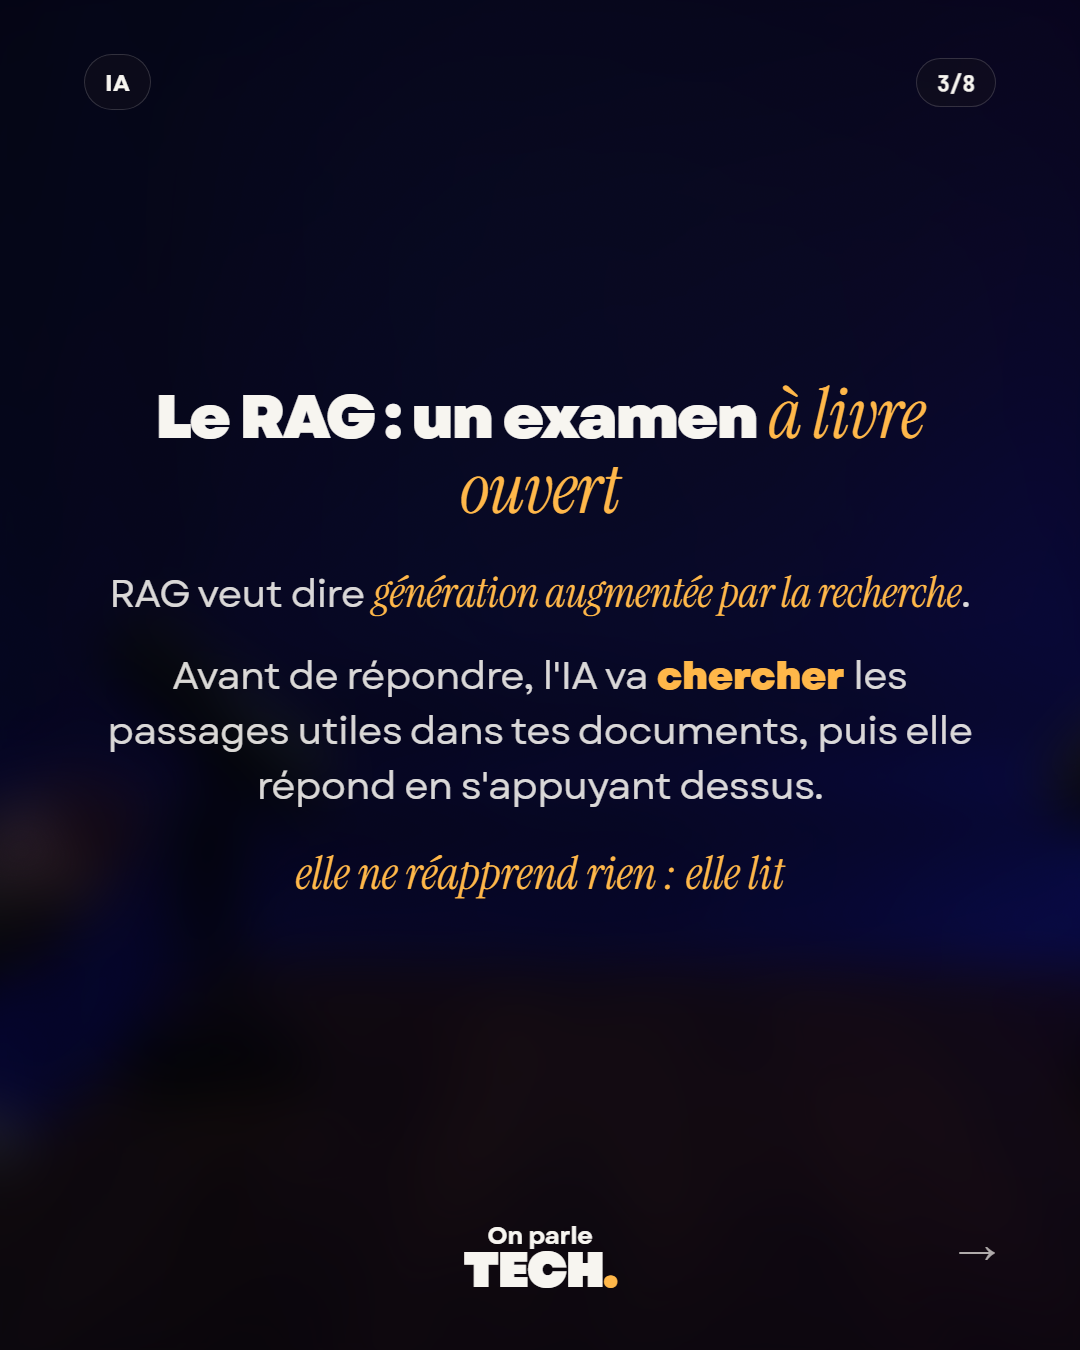 IA
3/8
Le RAG : un examen à livre
ouvert
RAG veut dire génération augmentée par la recherche.
Avant de répondre, l'IA va chercher les
passages utiles dans tes documents, puis elle
répond en s'appuyant dessus.
elle ne réapprend rien : elle lit
On parle
TECH.
→